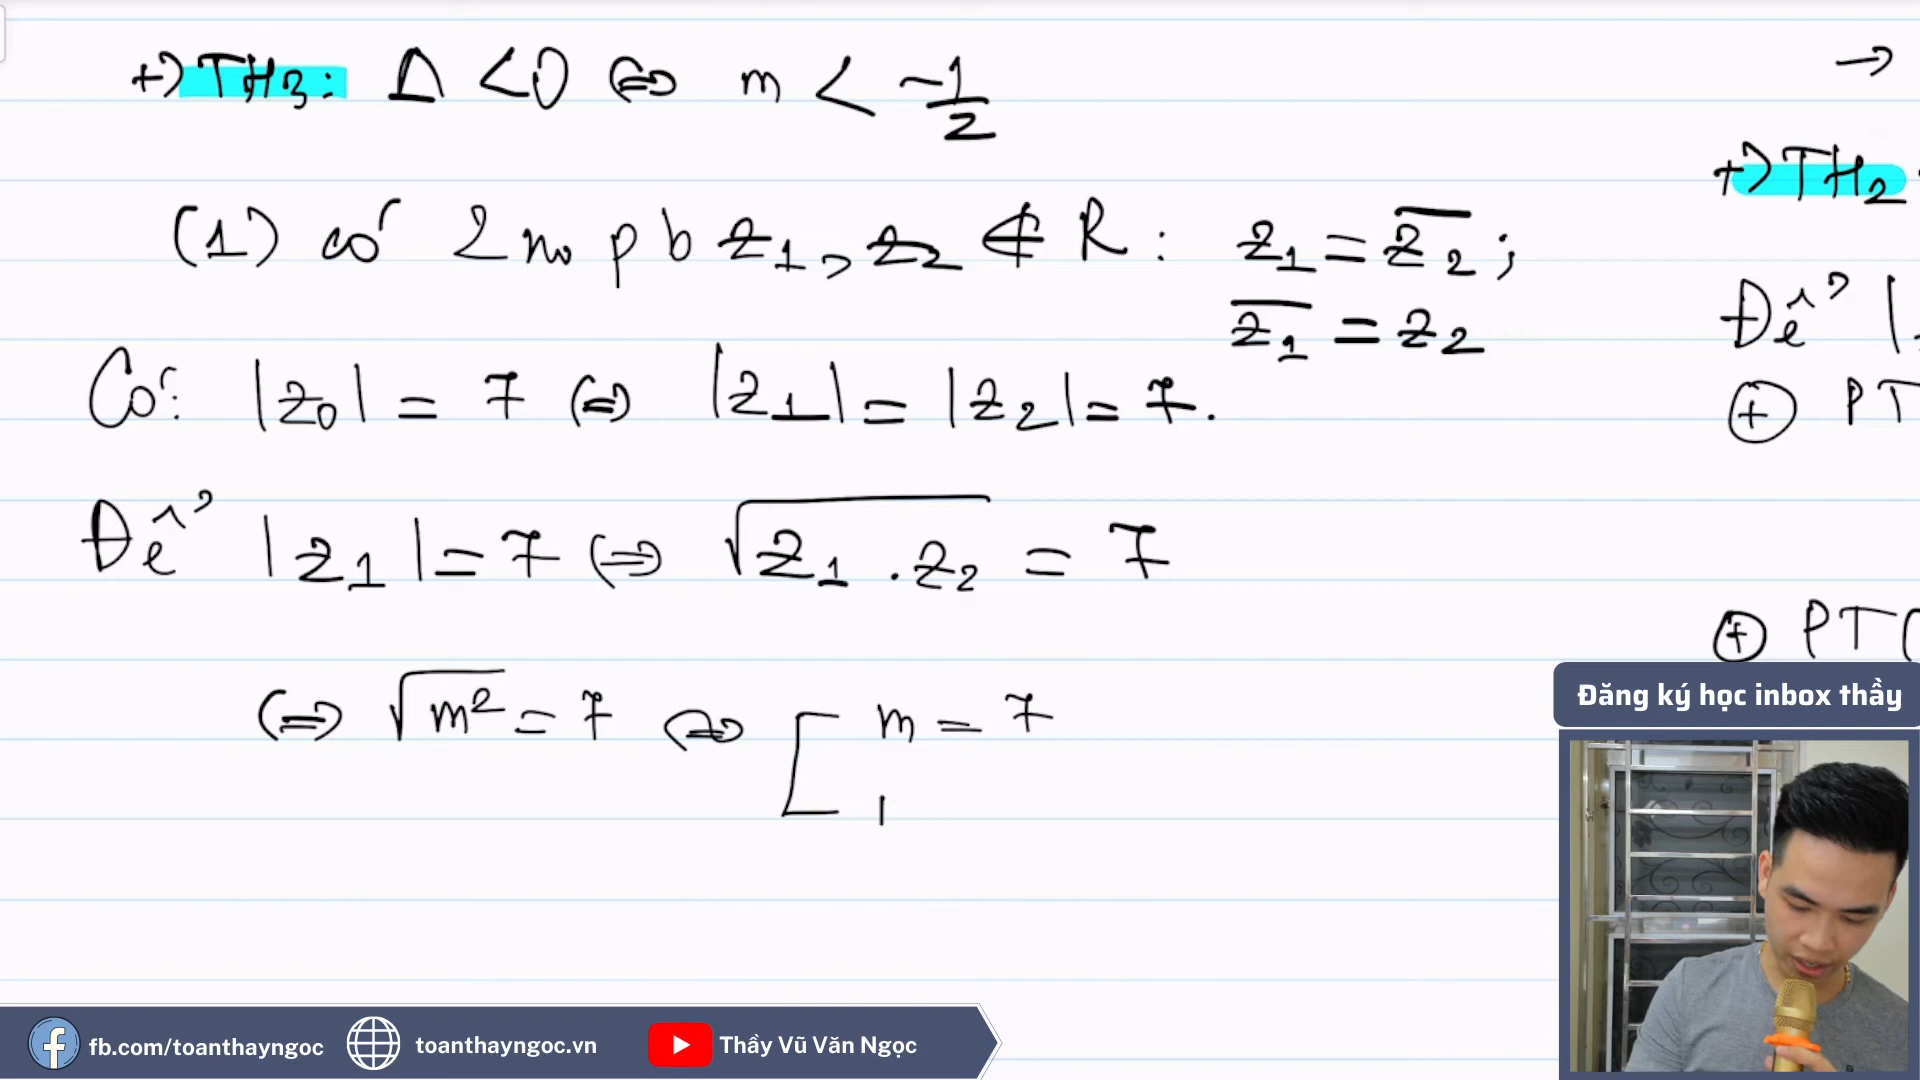 +) TH3: Δ < 0 ⇔ m < -1/2
(1) có 2 no pb z1, z2 ∉ R : z1 = z̅2 ;
z̅1 = z2
Có: |z0| = 7 ⇔ |z1| = |z2| = 7.
Để |z1| = 7 ⇔ √(z1 . z2) = 7
⇔ √(m²) = 7 ⇔ [ m = 7
→
+) TH2
Để |
⊕ PT
⊕ PT(
Đăng ký học inbox thầy
fb.com/toanthayngoc
toanthayngoc.vn
Thầy Vũ Văn Ngọc